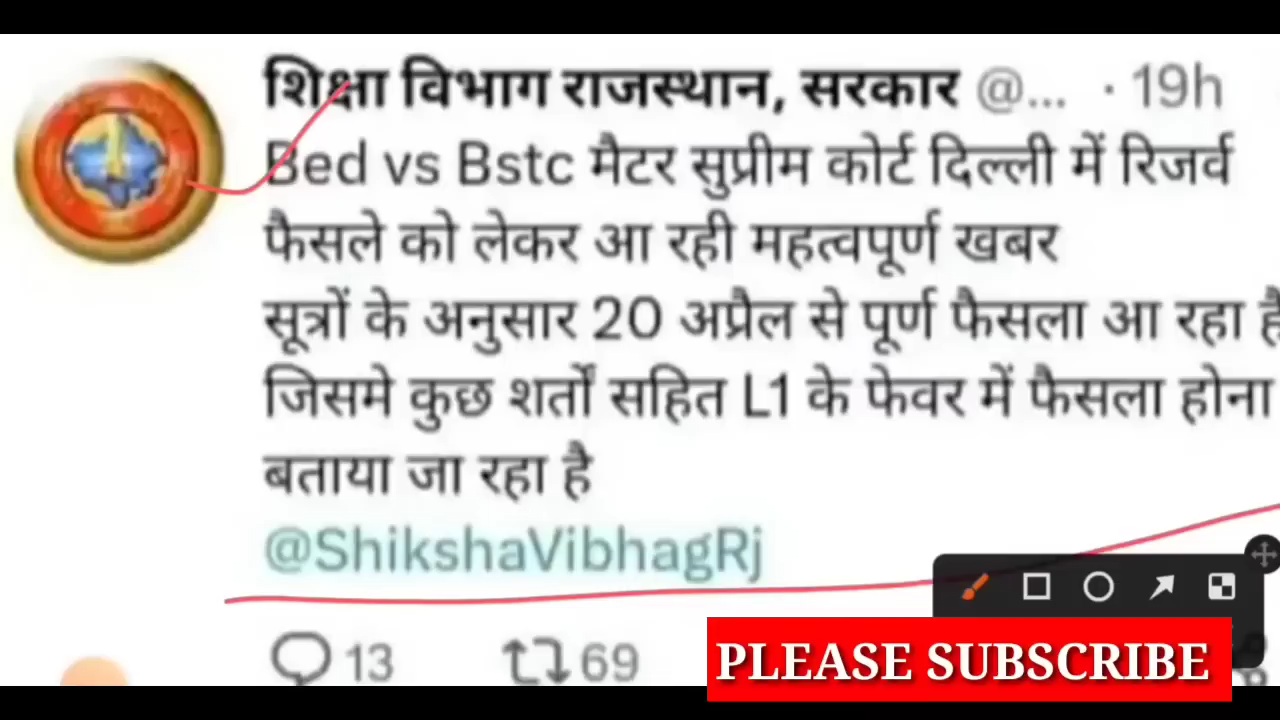 शिक्षा विभाग राजस्थान, सरकार @... · 19h
Bed vs Bstc मैटर सुप्रीम कोर्ट दिल्ली में रिजर्व
फैसले को लेकर आ रही महत्वपूर्ण खबर
सूत्रों के अनुसार 20 अप्रैल से पूर्ण फैसला आ रहा है
जिसमे कुछ शर्तों सहित L1 के फेवर में फैसला होना
बताया जा रहा है
@ShikshaVibhagRj
13 69
PLEASE SUBSCRIBE